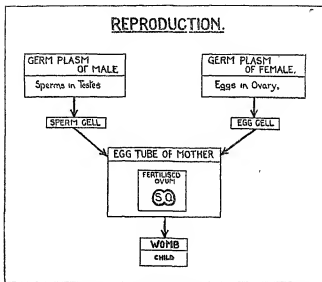 REPRODUCTION.
GERM PLASM
OF MALE
Sperms in Testes
GERM PLASM
OF FEMALE.
Eggs in Ovary.
SPERM CELL
EGG CELL
EGG TUBE OF MOTHER
FERTILISED
OVUM
S O
WOMB
CHILD